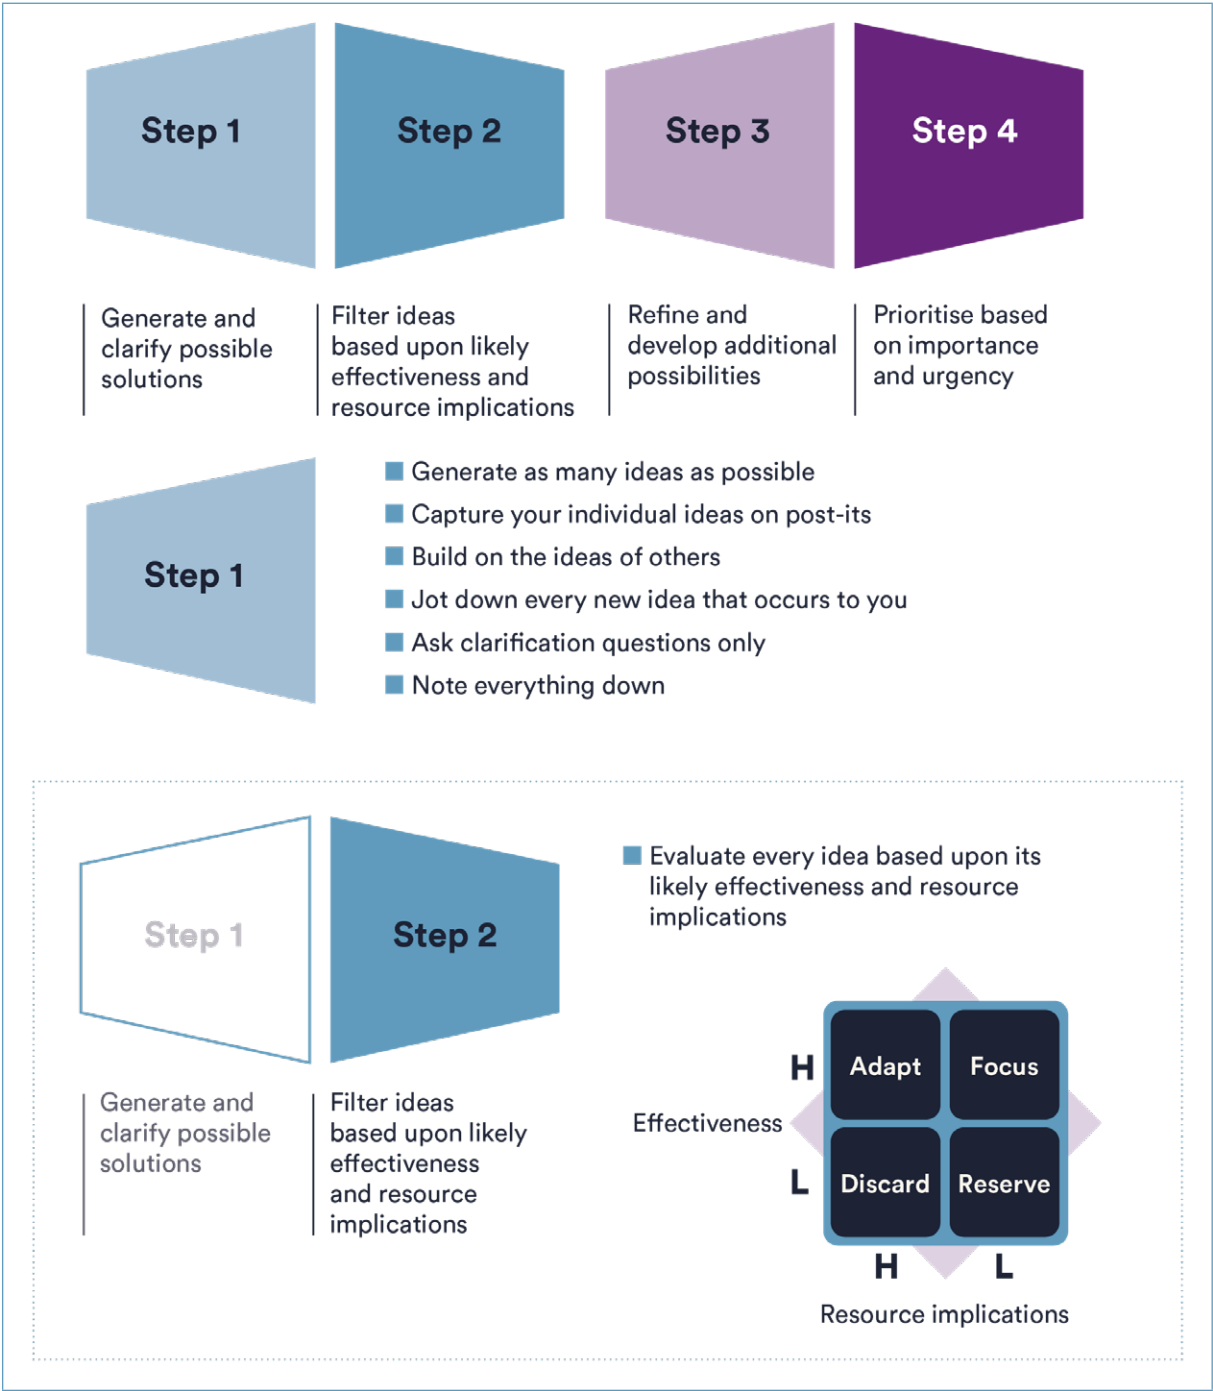 Step 1
Step 2
Step 3
Step 4
Generate and
clarify possible
solutions
Filter ideas
based upon likely
effectiveness and
resource implications
Refine and
develop additional
possibilities
Prioritise based
on importance
and urgency
Step 1
Generate as many ideas as possible
Capture your individual ideas on post-its
Build on the ideas of others
Jot down every new idea that occurs to you
Ask clarification questions only
Note everything down
Step 1
Step 2
Generate and
clarify possible
solutions
Filter ideas
based upon likely
effectiveness
and resource
implications
Evaluate every idea based upon its
likely effectiveness and resource
implications
H
Adapt
Focus
Effectiveness
L
Discard
Reserve
H
L
Resource implications